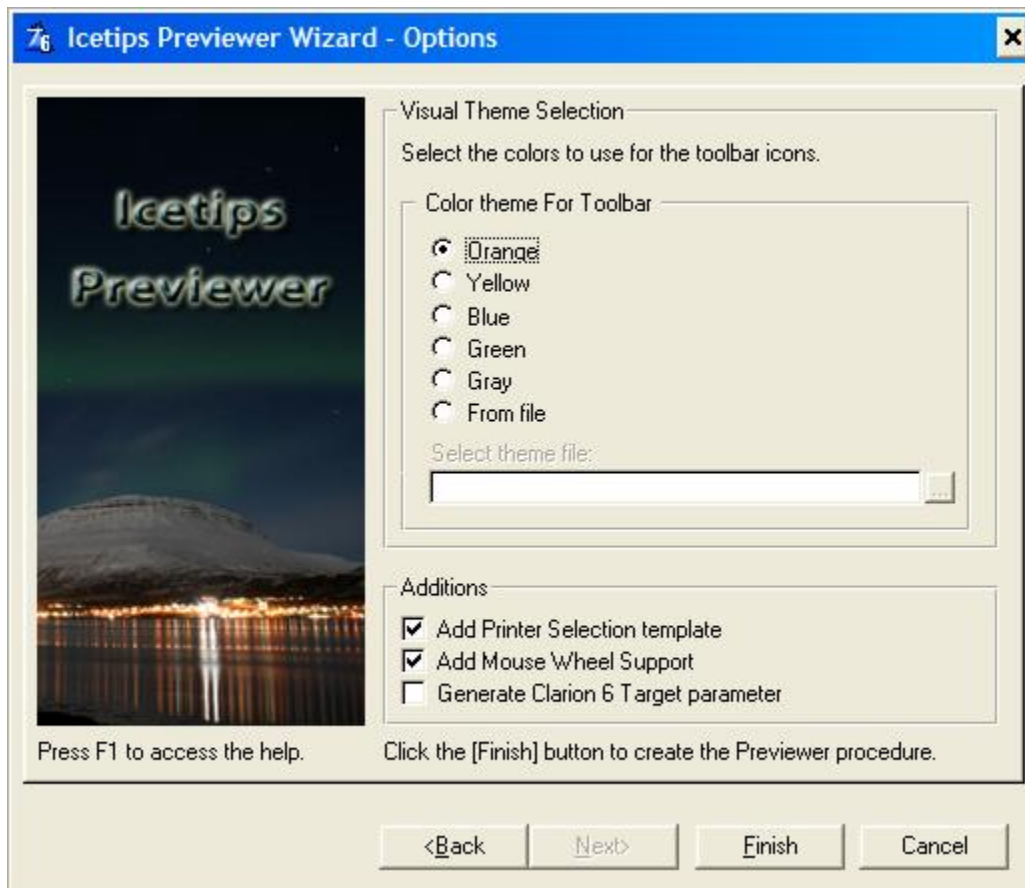 Icetips Previewer Wizard - Options
Icetips
Previewer
Visual Theme Selection
Select the colors to use for the toolbar icons.
Color theme For Toolbar
Orange
Yellow
Blue
Green
Gray
From file
Select theme file:
...
Additions
Add Printer Selection template
Add Mouse Wheel Support
Generate Clarion 6 Target parameter
Press F1 to access the help.
Click the [Finish] button to create the Previewer procedure.
<Back
Next>
Finish
Cancel